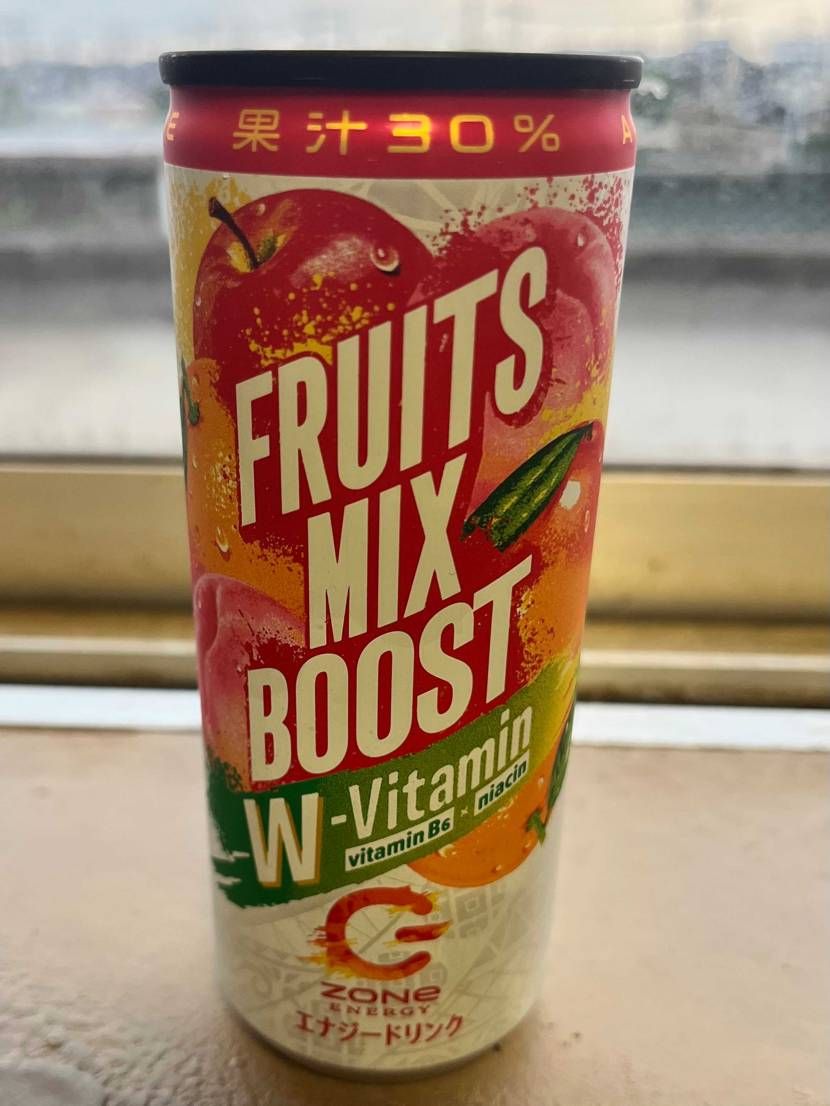 果汁30%
FRUITS
MIX
BOOST
W-Vitamin
vitamin B6 × niacin
ZONe
ENERGY
エナジードリンク